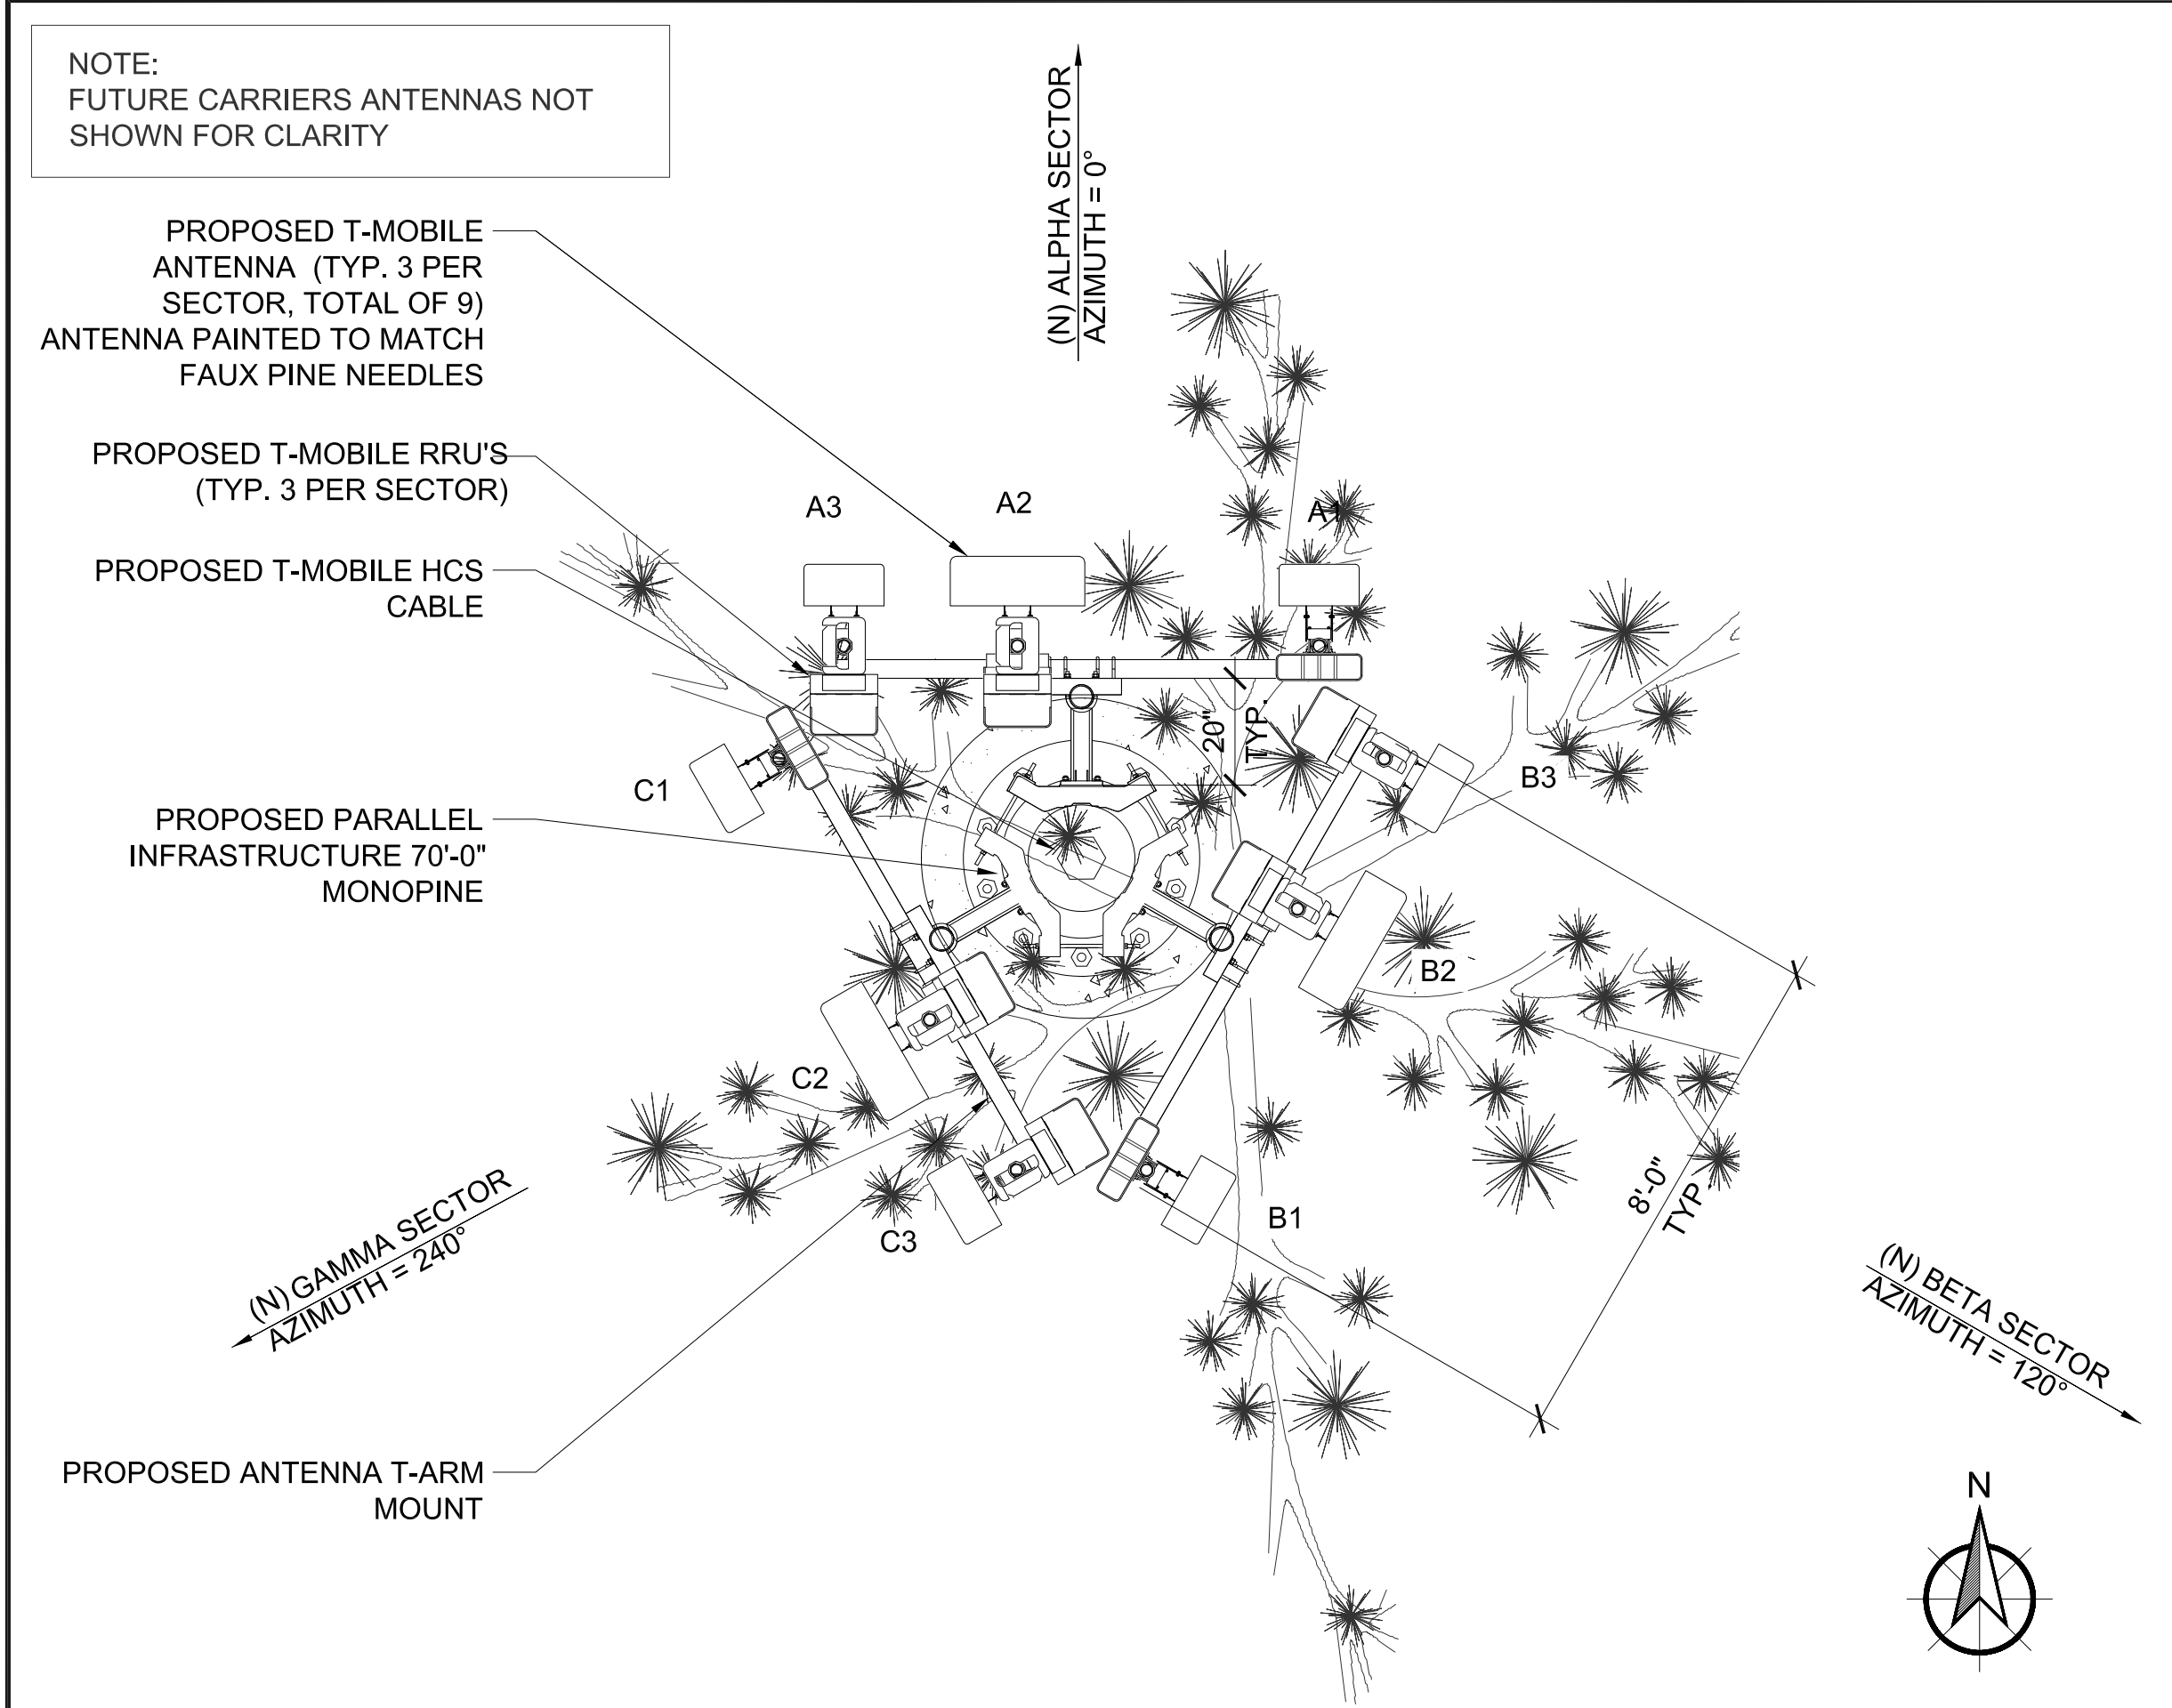 NOTE:
FUTURE CARRIERS ANTENNAS NOT
SHOWN FOR CLARITY
(N) ALPHA SECTOR
AZIMUTH = 0°
PROPOSED T-MOBILE
ANTENNA (TYP. 3 PER
SECTOR, TOTAL OF 9)
ANTENNA PAINTED TO MATCH
FAUX PINE NEEDLES
PROPOSED T-MOBILE RRU'S
(TYP. 3 PER SECTOR)
PROPOSED T-MOBILE HCS
CABLE
PROPOSED PARALLEL
INFRASTRUCTURE 70'-0"
MONOPINE
A3
A2
A1
20"
TYP.
C1
B3
B2
C2
C3
B1
8'-0"
TYP.
(N) GAMMA SECTOR
AZIMUTH = 240°
(N) BETA SECTOR
AZIMUTH = 120°
PROPOSED ANTENNA T-ARM
MOUNT
N